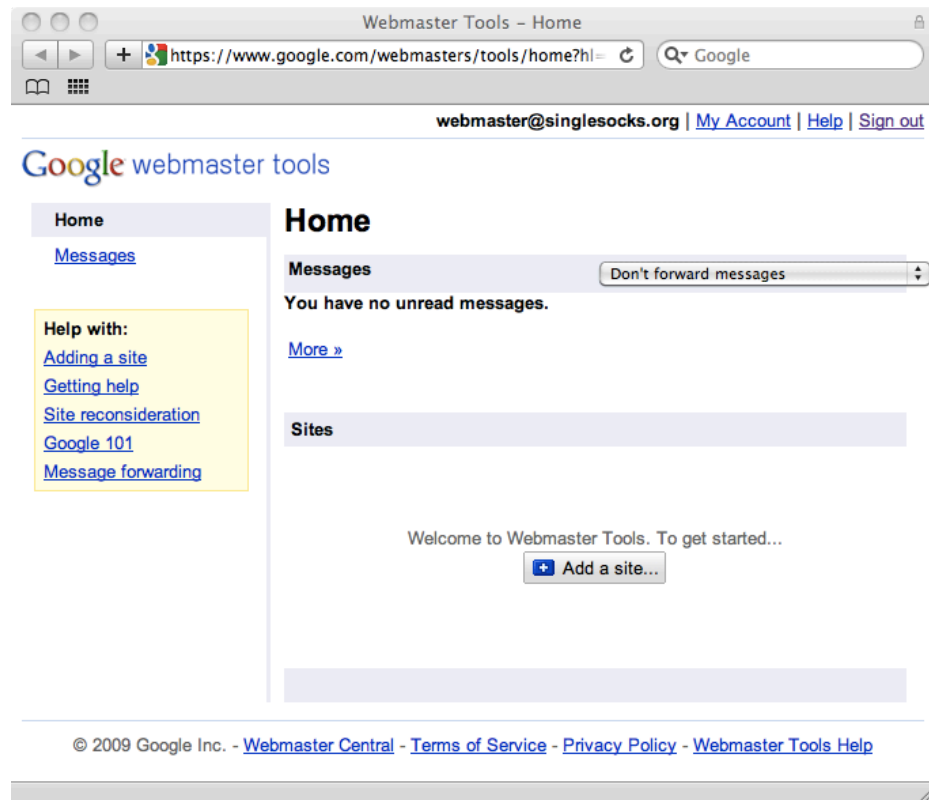 Webmaster Tools – Home
https://www.google.com/webmasters/tools/home?hl= Google
webmaster@singlesocks.org | My Account | Help | Sign out
Google webmaster tools
Home
Messages
Help with:
Adding a site
Getting help
Site reconsideration
Google 101
Message forwarding
Home
Messages Don't forward messages
You have no unread messages.
More »
Sites
Welcome to Webmaster Tools. To get started...
Add a site...
© 2009 Google Inc. - Webmaster Central - Terms of Service - Privacy Policy - Webmaster Tools Help